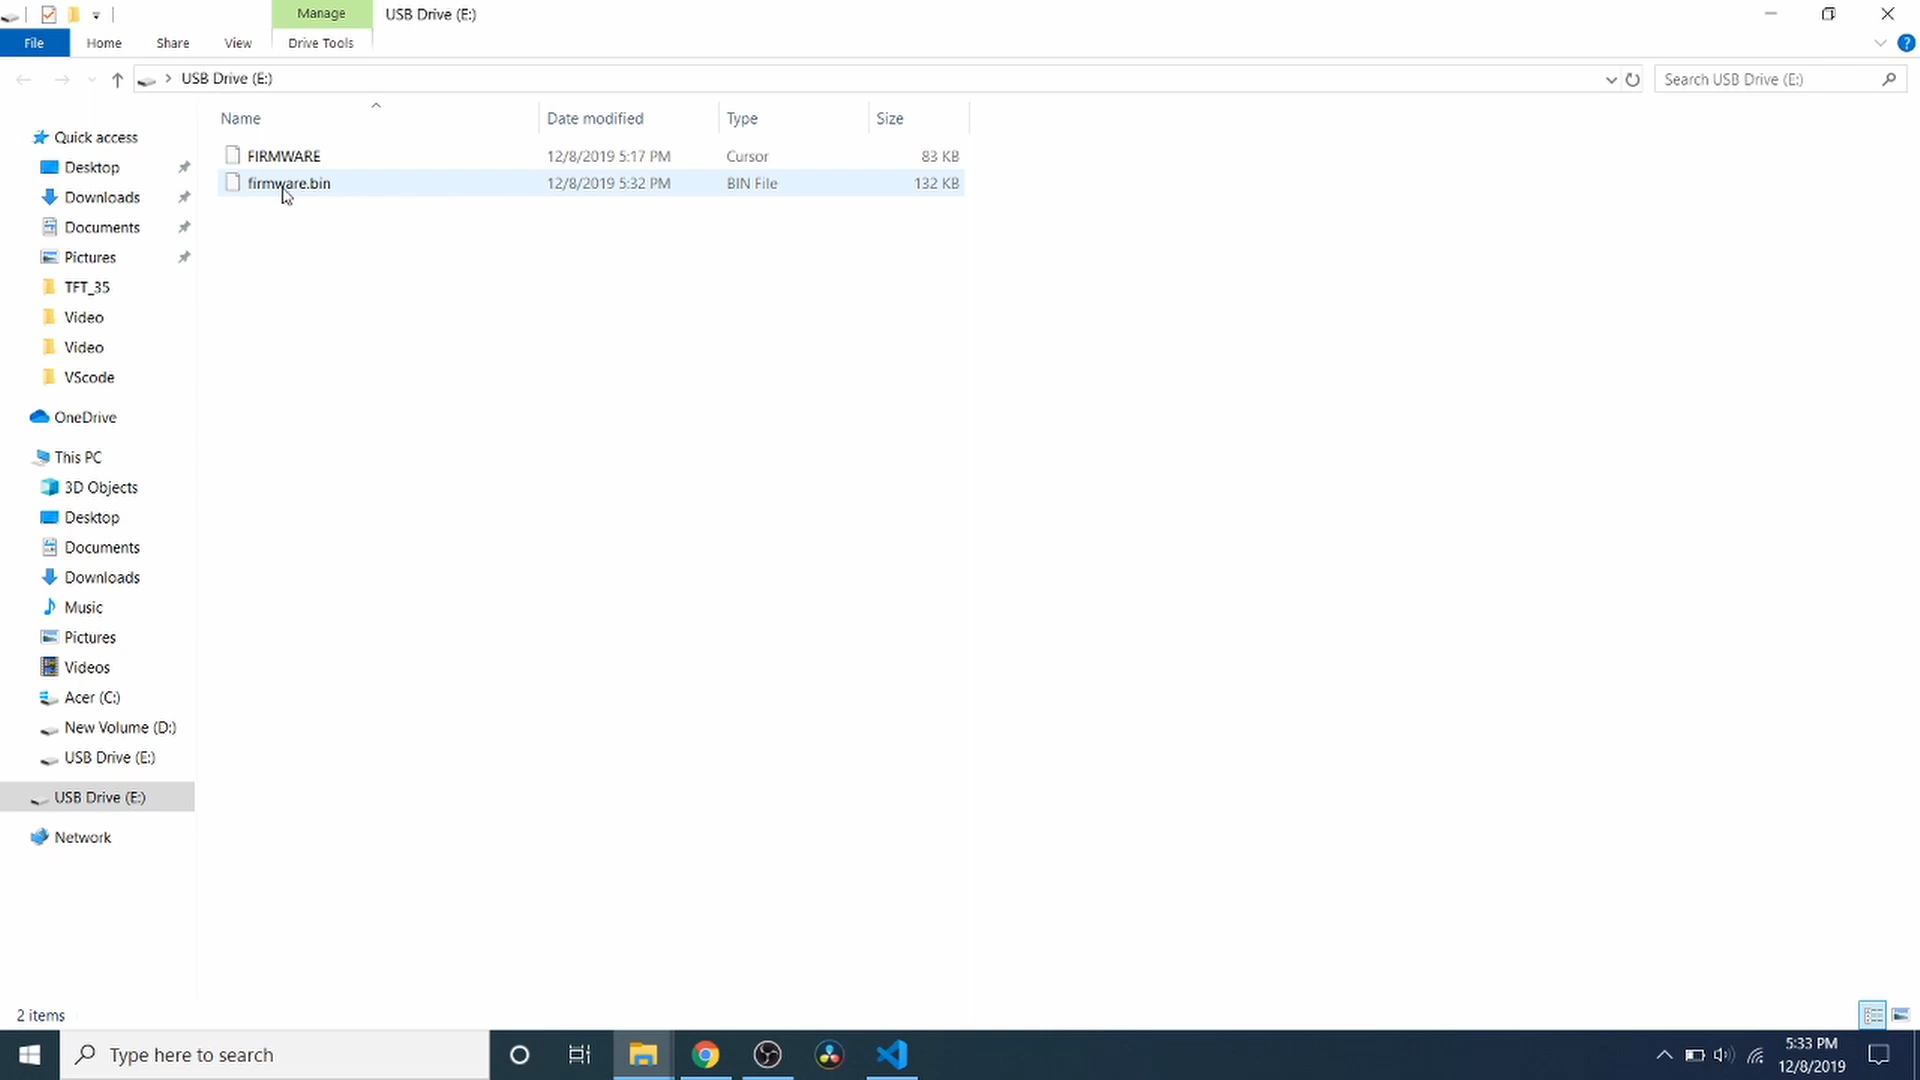 Manage
USB Drive (E:)
File
Home
Share
View
Drive Tools
?
USB Drive (E:)
Search USB Drive (E:)
Name
Date modified
Type
Size
FIRMWARE
12/8/2019 5:17 PM
Cursor
83 KB
firmware.bin
12/8/2019 5:32 PM
BIN File
132 KB
Quick access
Desktop
Downloads
Documents
Pictures
TFT_35
Video
Video
VScode
OneDrive
This PC
3D Objects
Desktop
Documents
Downloads
Music
Pictures
Videos
Acer (C:)
New Volume (D:)
USB Drive (E:)
USB Drive (E:)
Network
2 items
Type here to search
5:33 PM
12/8/2019